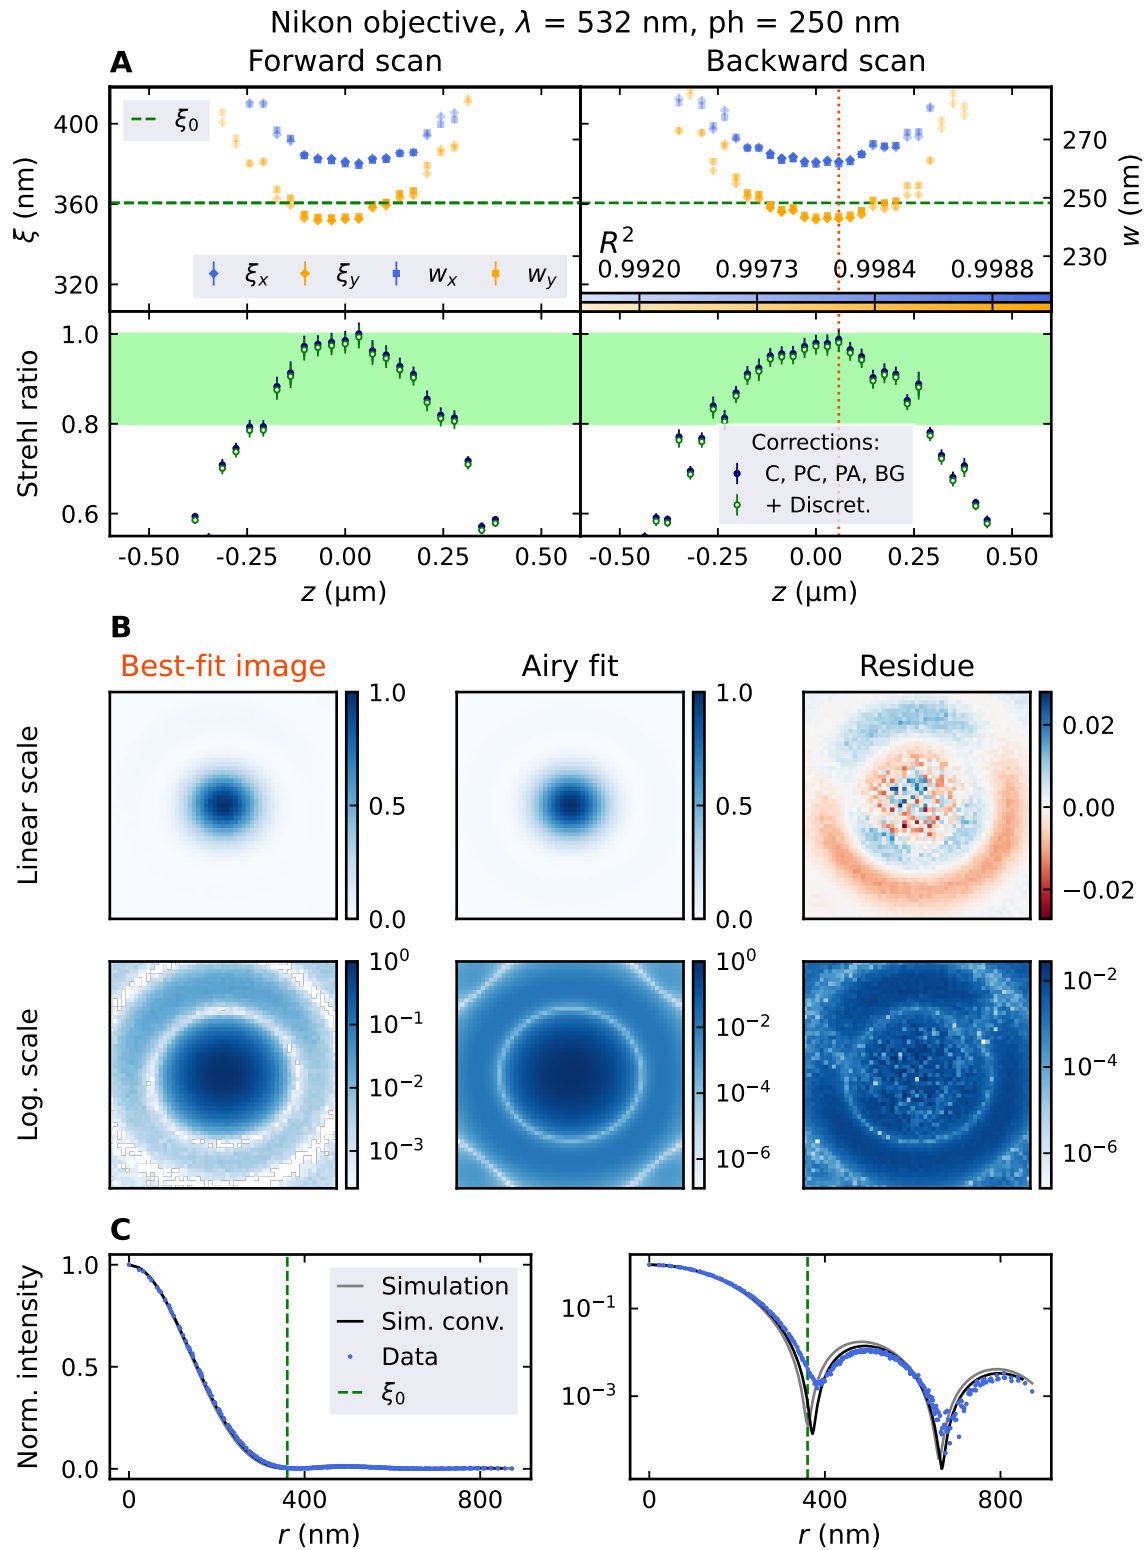 Nikon objective, λ = 532 nm, ph = 250 nm
A
Forward scan
Backward scan
ξ (nm)
400
360
320
ξ₀
ξₓ
ξᵧ
wₓ
wᵧ
R²
0.9920
0.9973
0.9984
0.9988
270
250
230
w (nm)
Strehl ratio
1.0
0.8
0.6
Corrections:
C, PC, PA, BG
+ Discret.
-0.50
-0.25
0.00
0.25
0.50
-0.50
-0.25
0.00
0.25
0.50
z (µm)
z (µm)
B
Best-fit image
Airy fit
Residue
Linear scale
1.0
0.5
0.0
1.0
0.5
0.0
0.02
0.00
−0.02
Log. scale
10⁰
10⁻¹
10⁻²
10⁻³
10⁰
10⁻²
10⁻⁴
10⁻⁶
10⁻²
10⁻⁴
10⁻⁶
C
Norm. intensity
1.0
0.5
0.0
Simulation
Sim. conv.
Data
ξ₀
0
400
800
r (nm)
10⁻¹
10⁻³
0
400
800
r (nm)